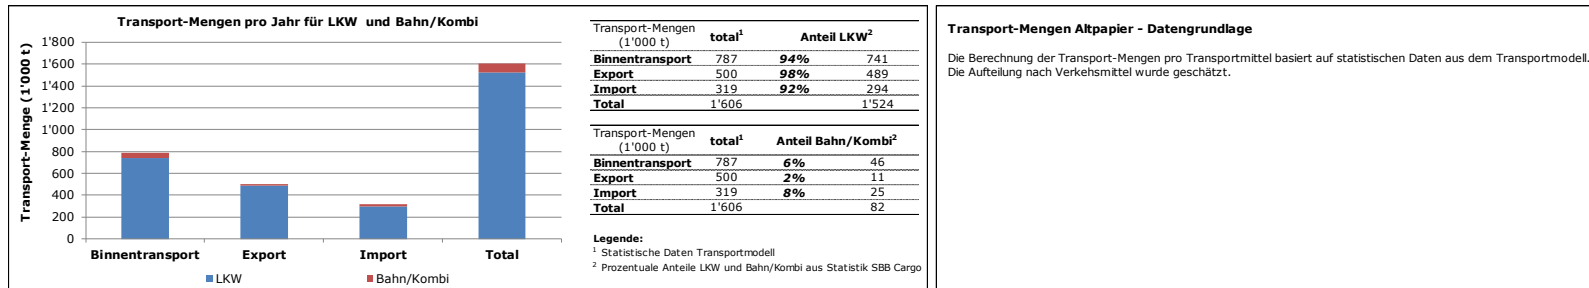 Transport-Mengen pro Jahr für LKW und Bahn/Kombi
Transport-Menge (1'000 t)
1'800
1'600
1'400
1'200
1'000
800
600
400
200
0
Binnentransport Export Import Total
LKW Bahn/Kombi
Transport-Mengen (1'000 t) total¹ Anteil LKW²
Binnentransport 787 94% 741
Export 500 98% 489
Import 319 92% 294
Total 1'606 1'524
Transport-Mengen (1'000 t) total¹ Anteil Bahn/Kombi²
Binnentransport 787 6% 46
Export 500 2% 11
Import 319 8% 25
Total 1'606 82
Legende:
¹ Statistische Daten Transportmodell
² Prozentuale Anteile LKW und Bahn/Kombi aus Statistik SBB Cargo
Transport-Mengen Altpapier - Datengrundlage
Die Berechnung der Transport-Mengen pro Transportmittel basiert auf statistischen Daten aus dem Transportmodell.
Die Aufteilung nach Verkehsmittel wurde geschätzt.